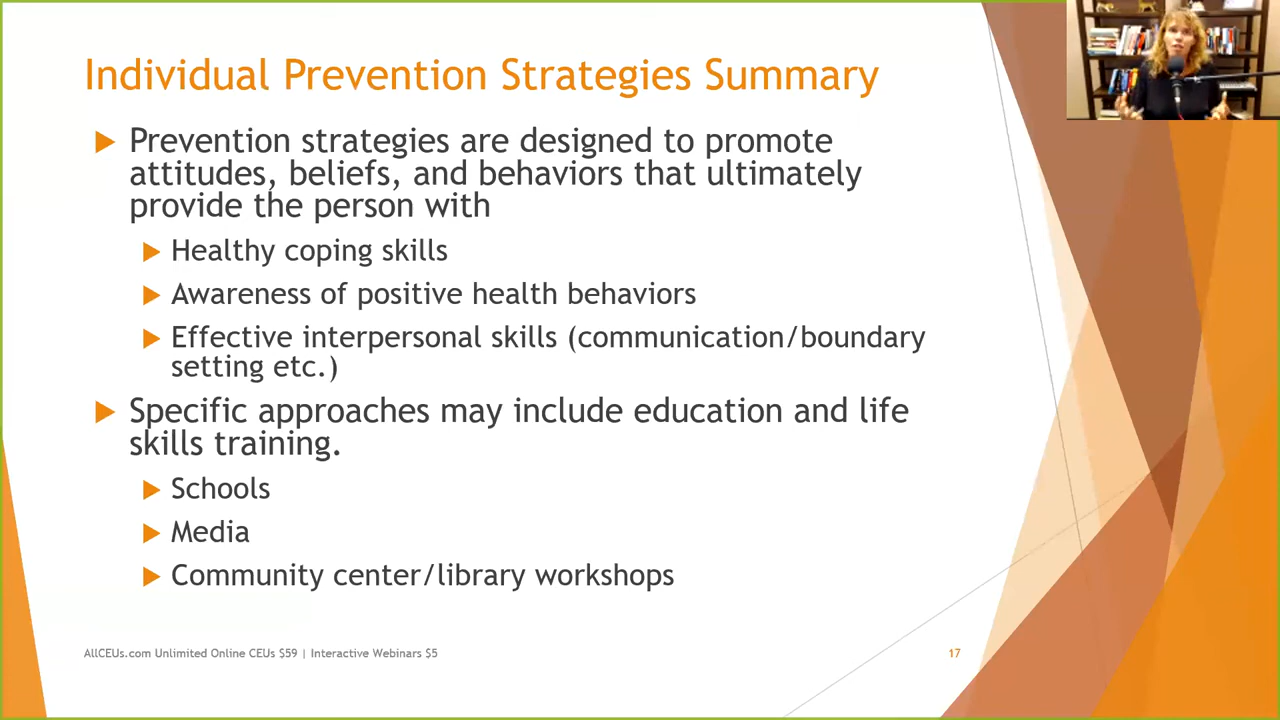 Individual Prevention Strategies Summary
Prevention strategies are designed to promote
attitudes, beliefs, and behaviors that ultimately
provide the person with
Healthy coping skills
Awareness of positive health behaviors
Effective interpersonal skills (communication/boundary
setting etc.)
Specific approaches may include education and life
skills training.
Schools
Media
Community center/library workshops
AllCEUs.com Unlimited Online CEUs $59 | Interactive Webinars $5
17